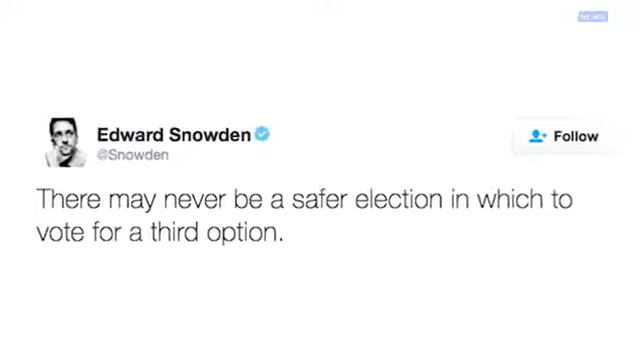 Edward Snowden
@Snowden
Follow
There may never be a safer election in which to
vote for a third option.